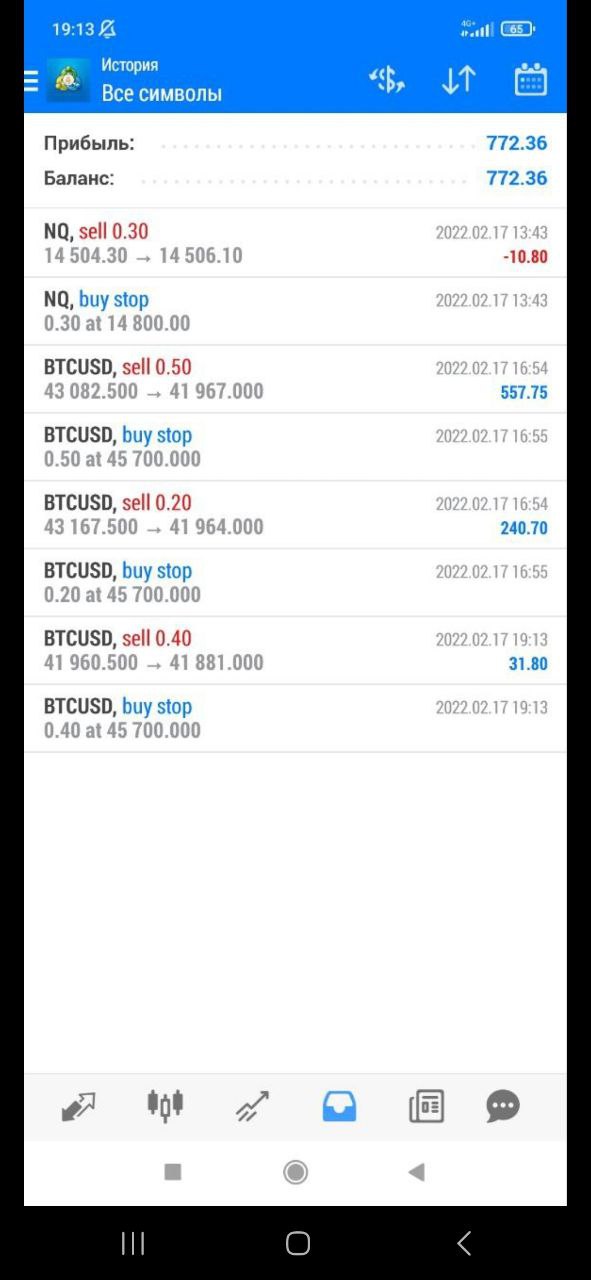 19:13
4G+
65
История
Все символы
Прибыль: 772.36
Баланс: 772.36
NQ, sell 0.30 2022.02.17 13:43
14 504.30 → 14 506.10 -10.80
NQ, buy stop 2022.02.17 13:43
0.30 at 14 800.00
BTCUSD, sell 0.50 2022.02.17 16:54
43 082.500 → 41 967.000 557.75
BTCUSD, buy stop 2022.02.17 16:55
0.50 at 45 700.000
BTCUSD, sell 0.20 2022.02.17 16:54
43 167.500 → 41 964.000 240.70
BTCUSD, buy stop 2022.02.17 16:55
0.20 at 45 700.000
BTCUSD, sell 0.40 2022.02.17 19:13
41 960.500 → 41 881.000 31.80
BTCUSD, buy stop 2022.02.17 19:13
0.40 at 45 700.000